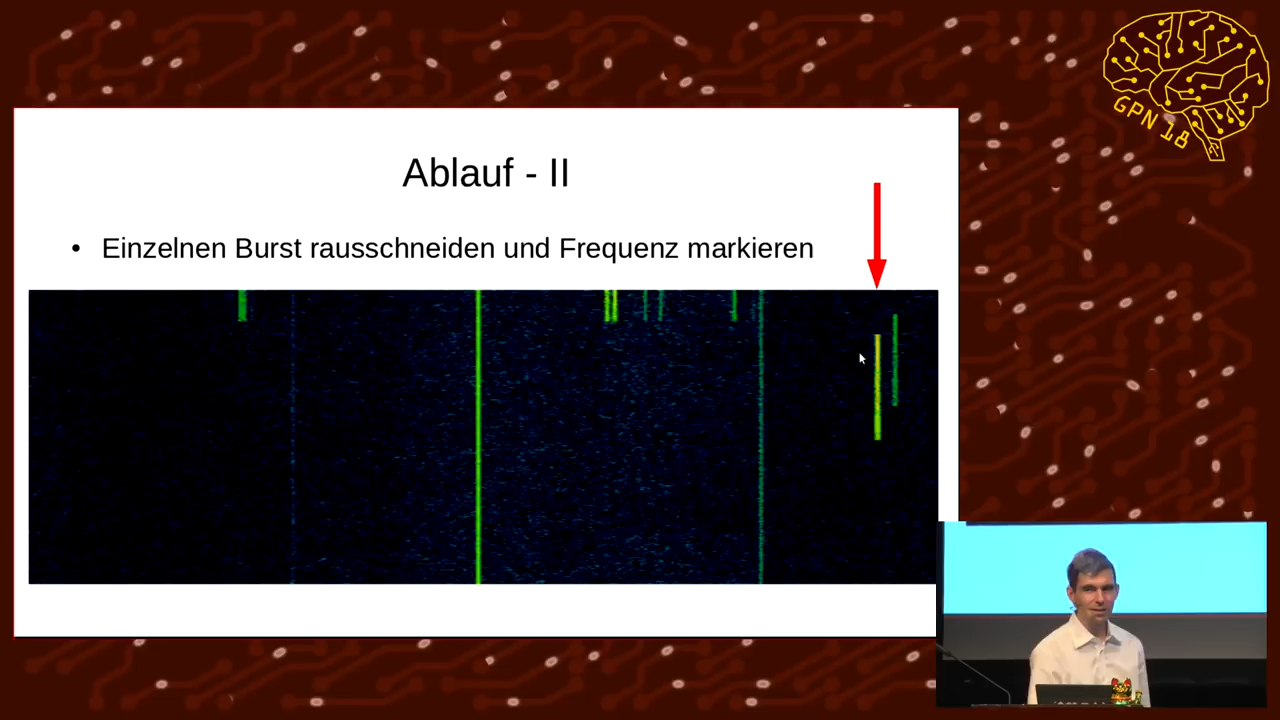 GPN 18
Ablauf - II
• Einzelnen Burst rausschneiden und Frequenz markieren